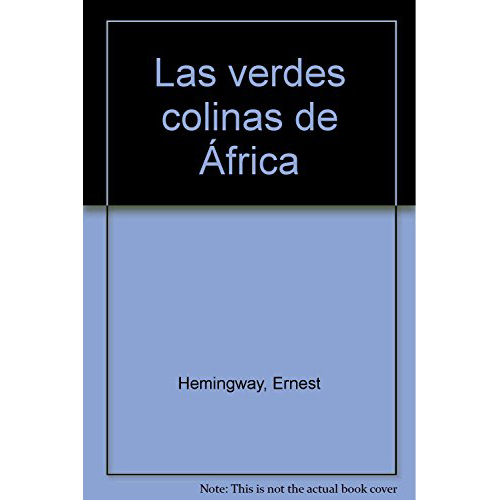 Las verdes
colinas de
África
Hemingway, Ernest
Note: This is not the actual book cover